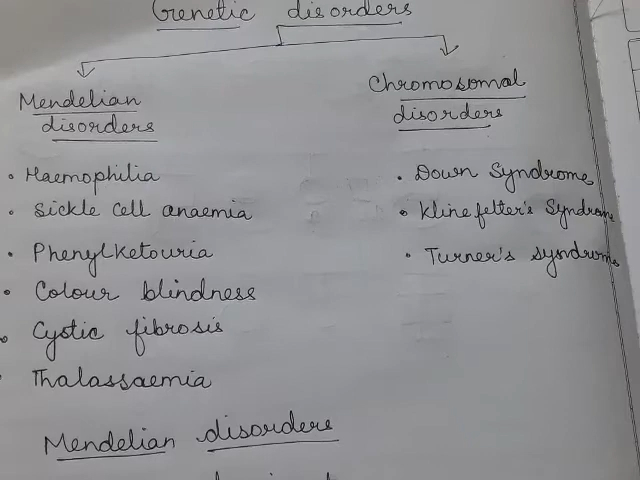 Genetic disorders
Mendelian
disorders
Chromosomal
disorders
• Haemophilia
• Sickle cell anaemia
• Phenylketouria
• Colour blindness
• Cystic fibrosis
• Thalassaemia
• Down Syndrome
• Klinefelter's Syndrome
• Turner's syndrome
Mendelian disorders